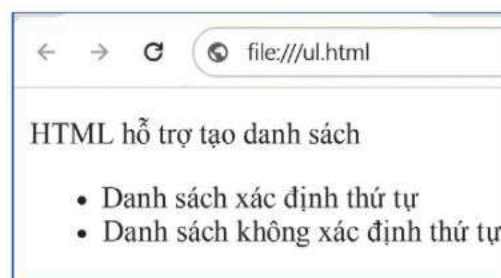 file:///ul.html
HTML hỗ trợ tạo danh sách
• Danh sách xác định thứ tự
• Danh sách không xác định thứ tự